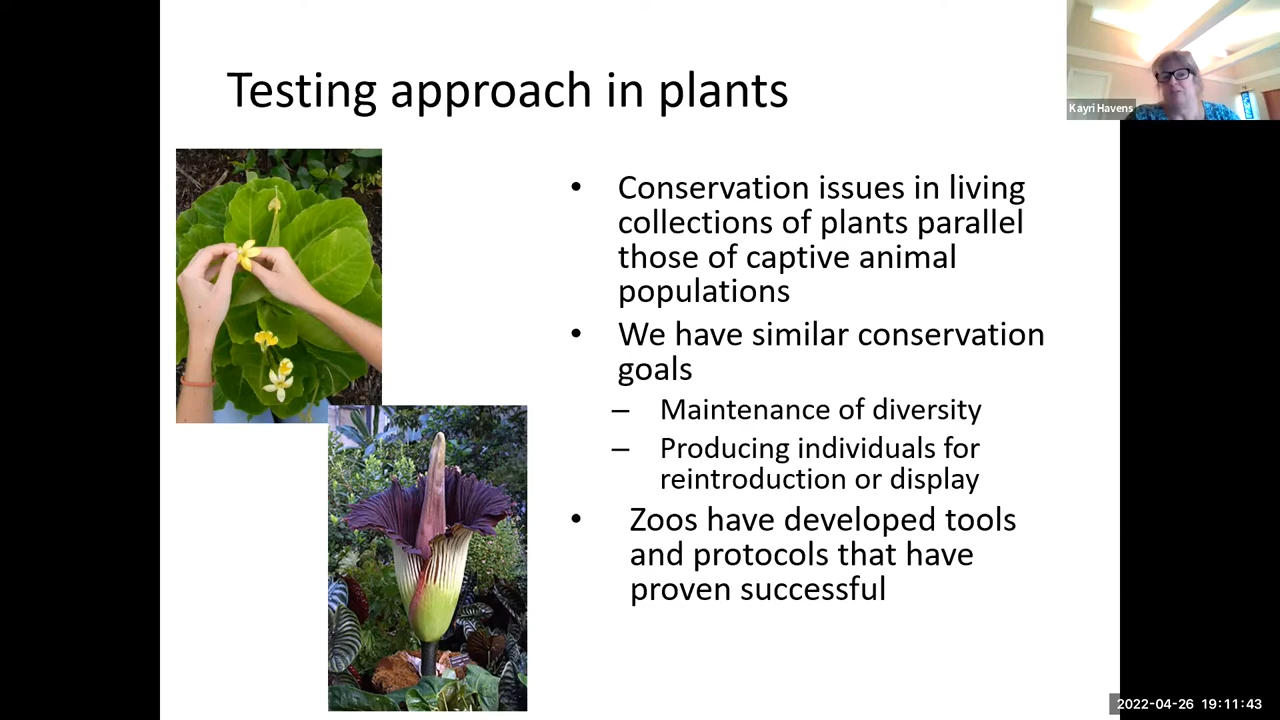 Testing approach in plants
Kayri Havens
• Conservation issues in living
collections of plants parallel
those of captive animal
populations
• We have similar conservation
goals
– Maintenance of diversity
– Producing individuals for
reintroduction or display
• Zoos have developed tools
and protocols that have
proven successful
2022-04-26 19:11:43